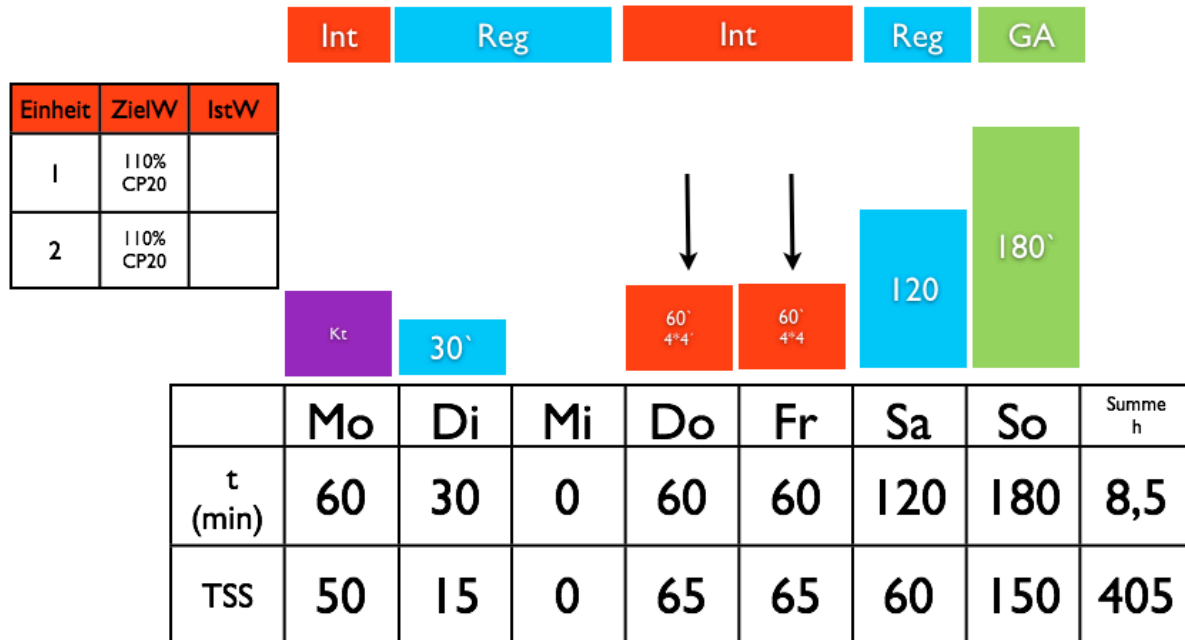 Int Reg Int Reg GA
Einheit ZielW IstW
1 110% CP20
2 110% CP20
Kt
30`
60`
4*4´
60`
4*4
120
180`
Mo Di Mi Do Fr Sa So Summe h
t (min) 60 30 0 60 60 120 180 8,5
TSS 50 15 0 65 65 60 150 405